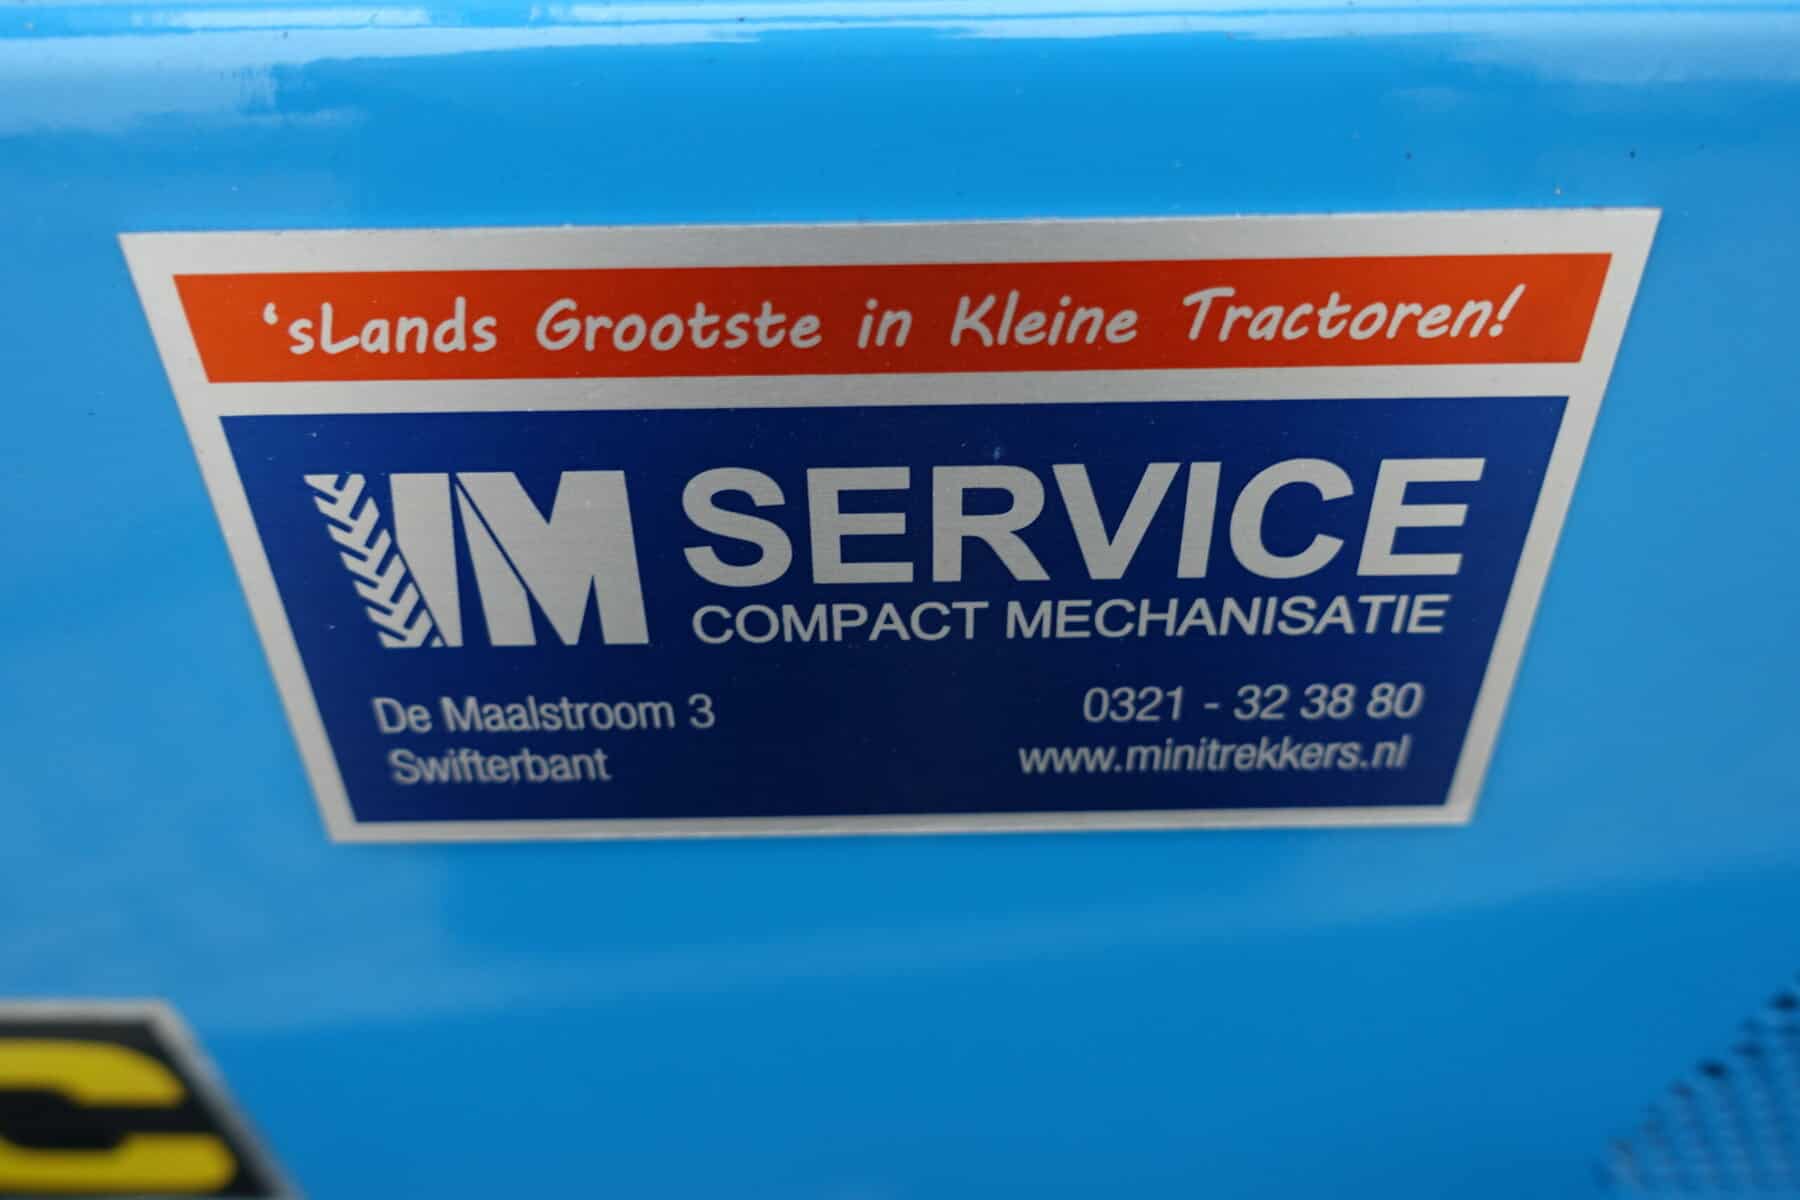 ‘sLands Grootste in Kleine Tractoren!
IM SERVICE
COMPACT MECHANISATIE
De Maalstroom 3
Swifterbant
0321 - 32 38 80
www.minitrekkers.nl